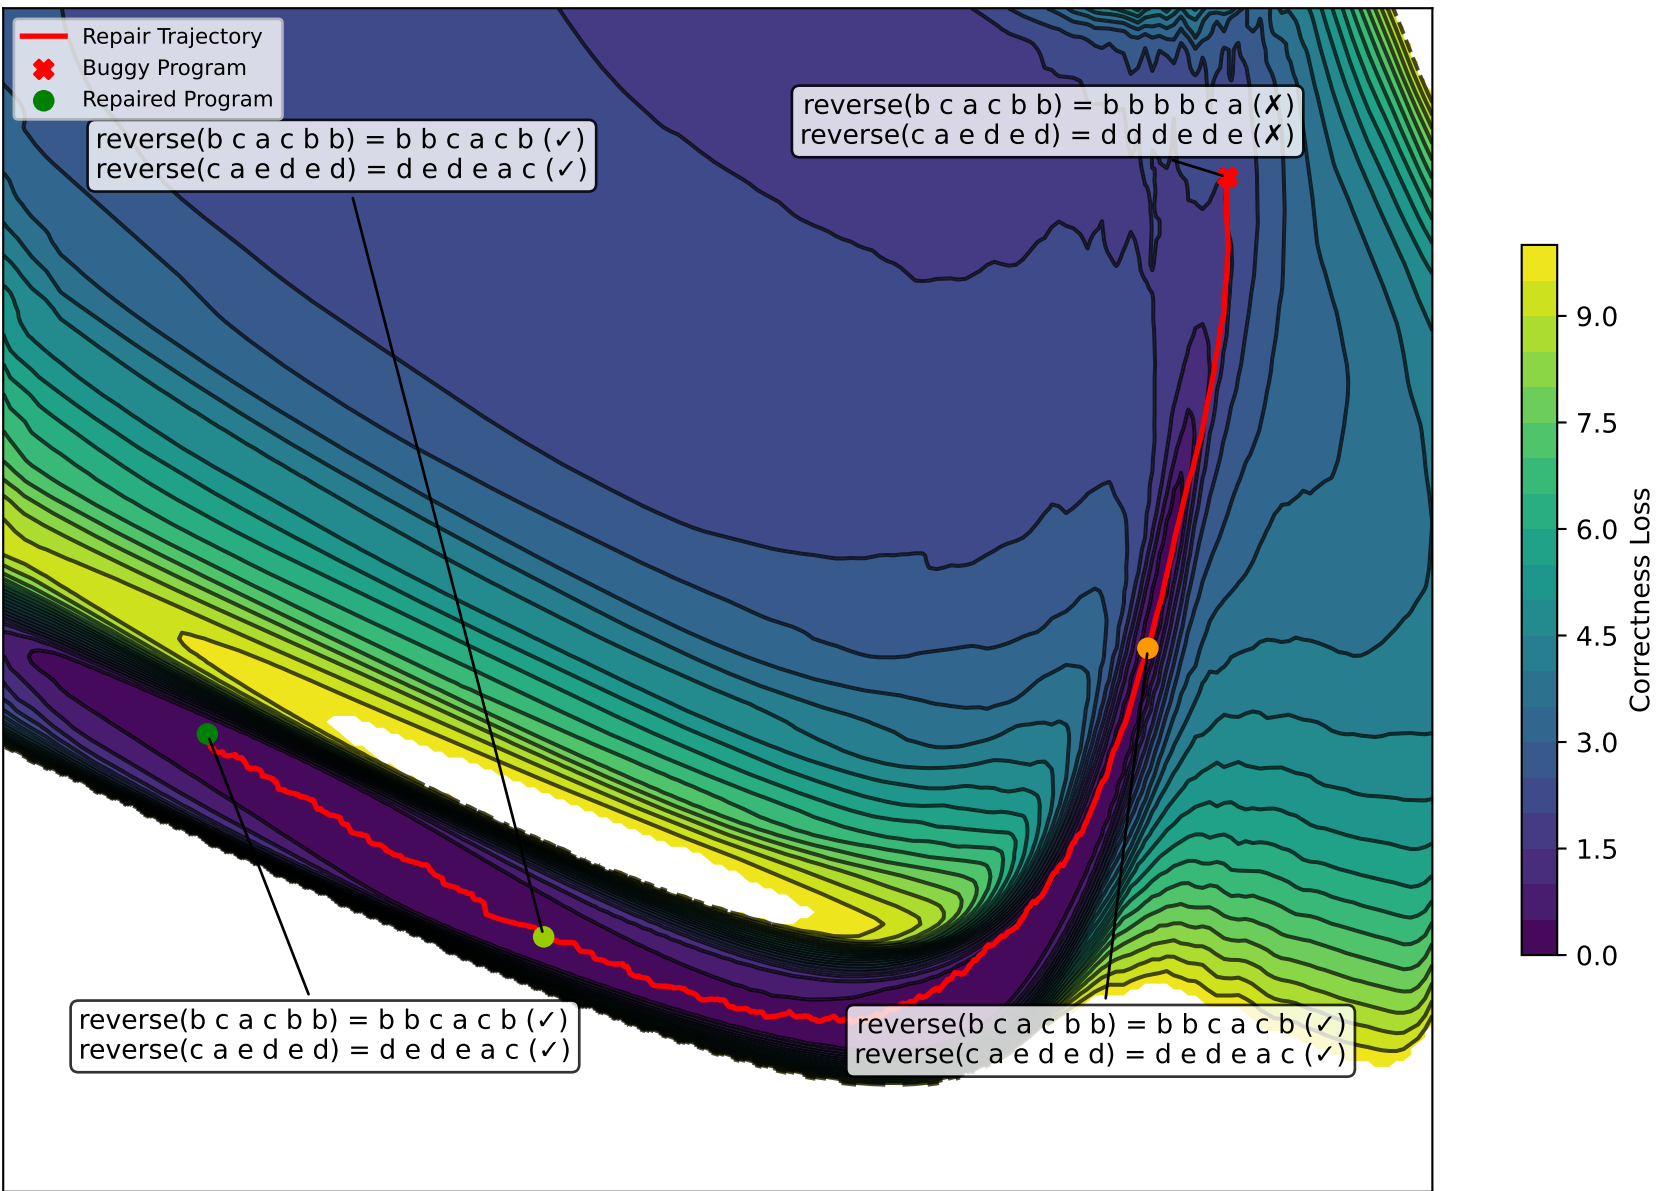 Repair Trajectory
Buggy Program
Repaired Program
reverse(b c a c b b) = b b b b c a (✗)
reverse(c a e d e d) = d d d e d e (✗)
reverse(b c a c b b) = b b c a c b (✓)
reverse(c a e d e d) = d e d e a c (✓)
reverse(b c a c b b) = b b c a c b (✓)
reverse(c a e d e d) = d e d e a c (✓)
reverse(b c a c b b) = b b c a c b (✓)
reverse(c a e d e d) = d e d e a c (✓)
9.0
7.5
6.0
4.5
3.0
1.5
0.0
Correctness Loss